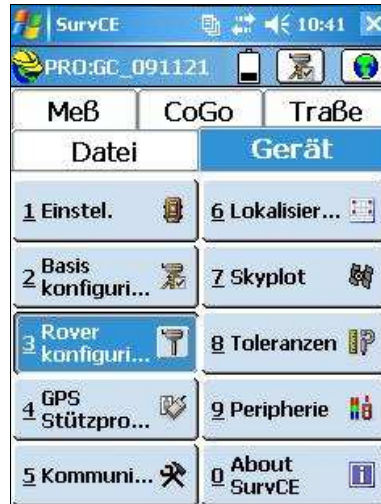 SurvCE 10:41
PRO:GC_091121
Meß CoGo Traße
Datei Gerät
1 Einstel. 6 Lokalisier...
2 Basis konfiguri... 7 Skyplot
3 Rover konfiguri... 8 Toleranzen
4 GPS Stützpro... 9 Peripherie
5 Kommuni... 0 About SurvCE